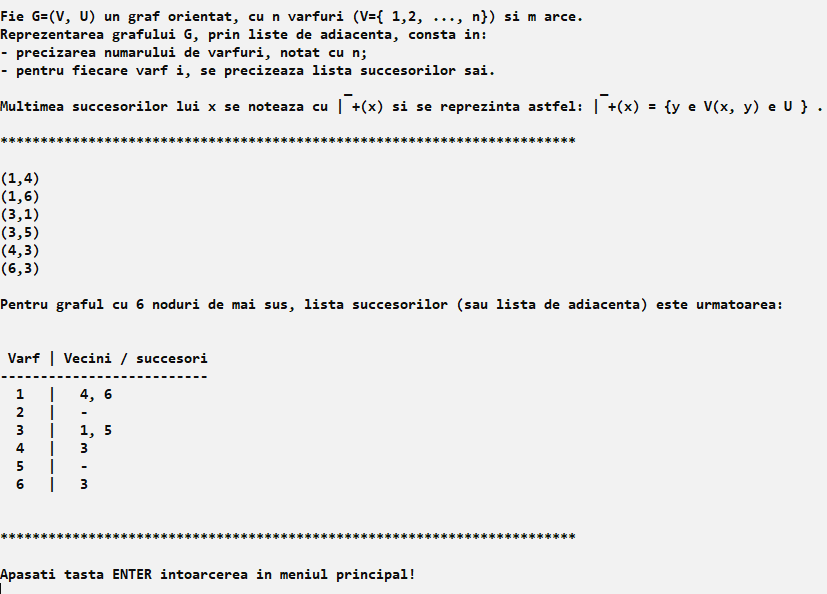 Fie G=(V, U) un graf orientat, cu n varfuri (V={ 1,2, ..., n}) si m arce.
Reprezentarea grafului G, prin liste de adiacenta, consta in:
- precizarea numarului de varfuri, notat cu n;
- pentru fiecare varf i, se precizeaza lista succesorilor sai.
_ _
Multimea succesorilor lui x se noteaza cu | +(x) si se reprezinta astfel: | +(x) = {y e V(x, y) e U } .
************************************************************************
(1,4)
(1,6)
(3,1)
(3,5)
(4,3)
(6,3)
Pentru graful cu 6 noduri de mai sus, lista succesorilor (sau lista de adiacenta) este urmatoarea:
Varf | Vecini / succesori
--------------------------
1 | 4, 6
2 | -
3 | 1, 5
4 | 3
5 | -
6 | 3
************************************************************************
Apasati tasta ENTER intoarcerea in meniul principal!